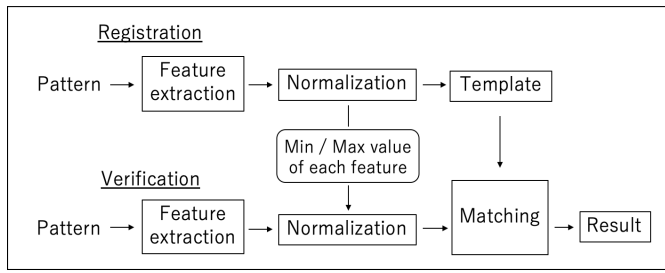 Registration
Pattern
Feature
extraction
Normalization
Template
Min / Max value
of each feature
Verification
Pattern
Feature
extraction
Normalization
Matching
Result